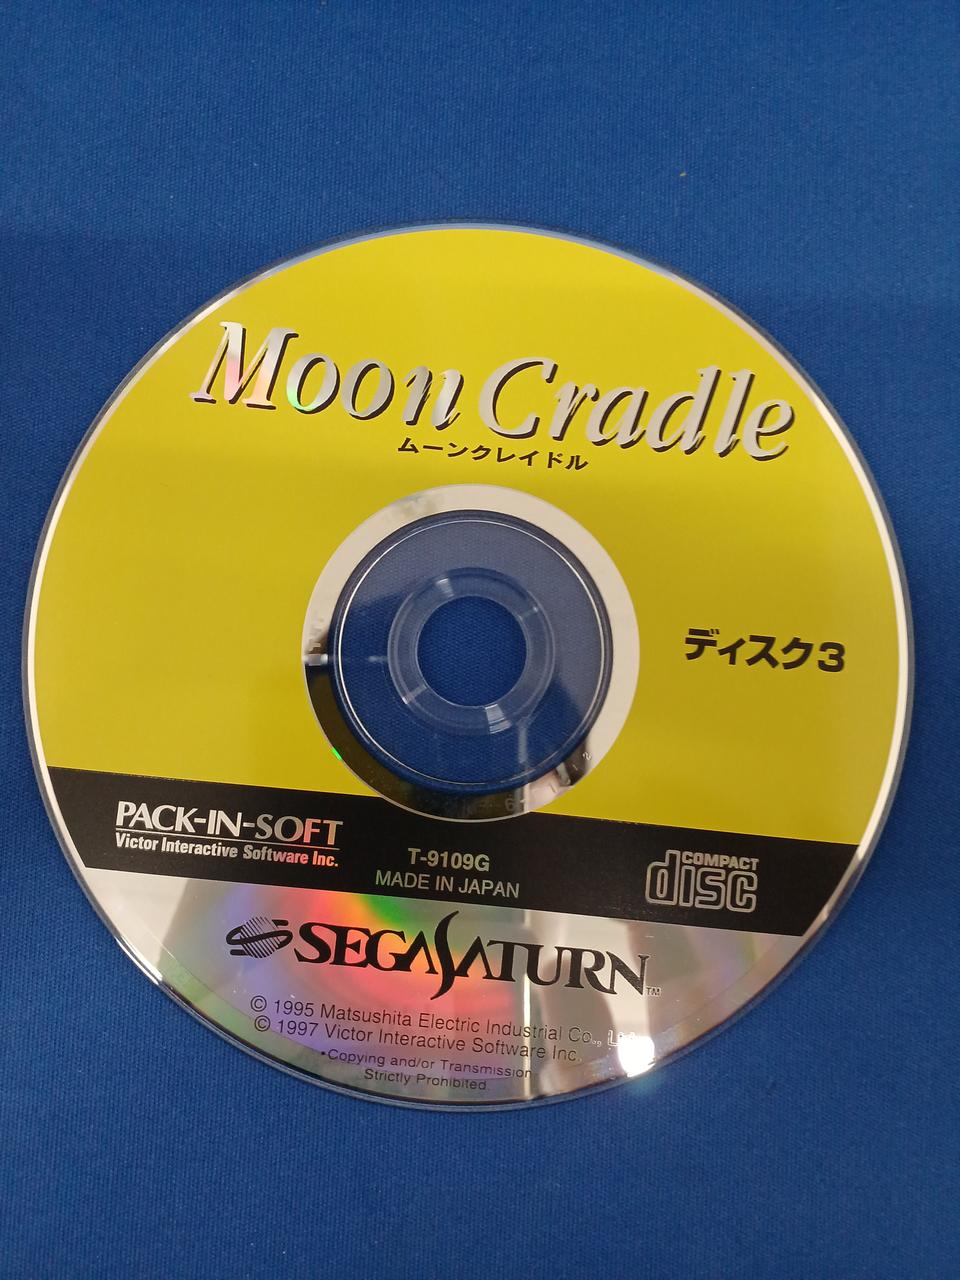 Moon Cradle
ムーンクレイドル
ディスク3
PACK-IN-SOFT
Victor Interactive Software Inc.
T-9109G
MADE IN JAPAN
COMPACT
disc
SEGA SATURN™
© 1995 Matsushita Electric Industrial Co., Ltd.
© 1997 Victor Interactive Software Inc.
•Copying and/or Transmission
Strictly Prohibited.